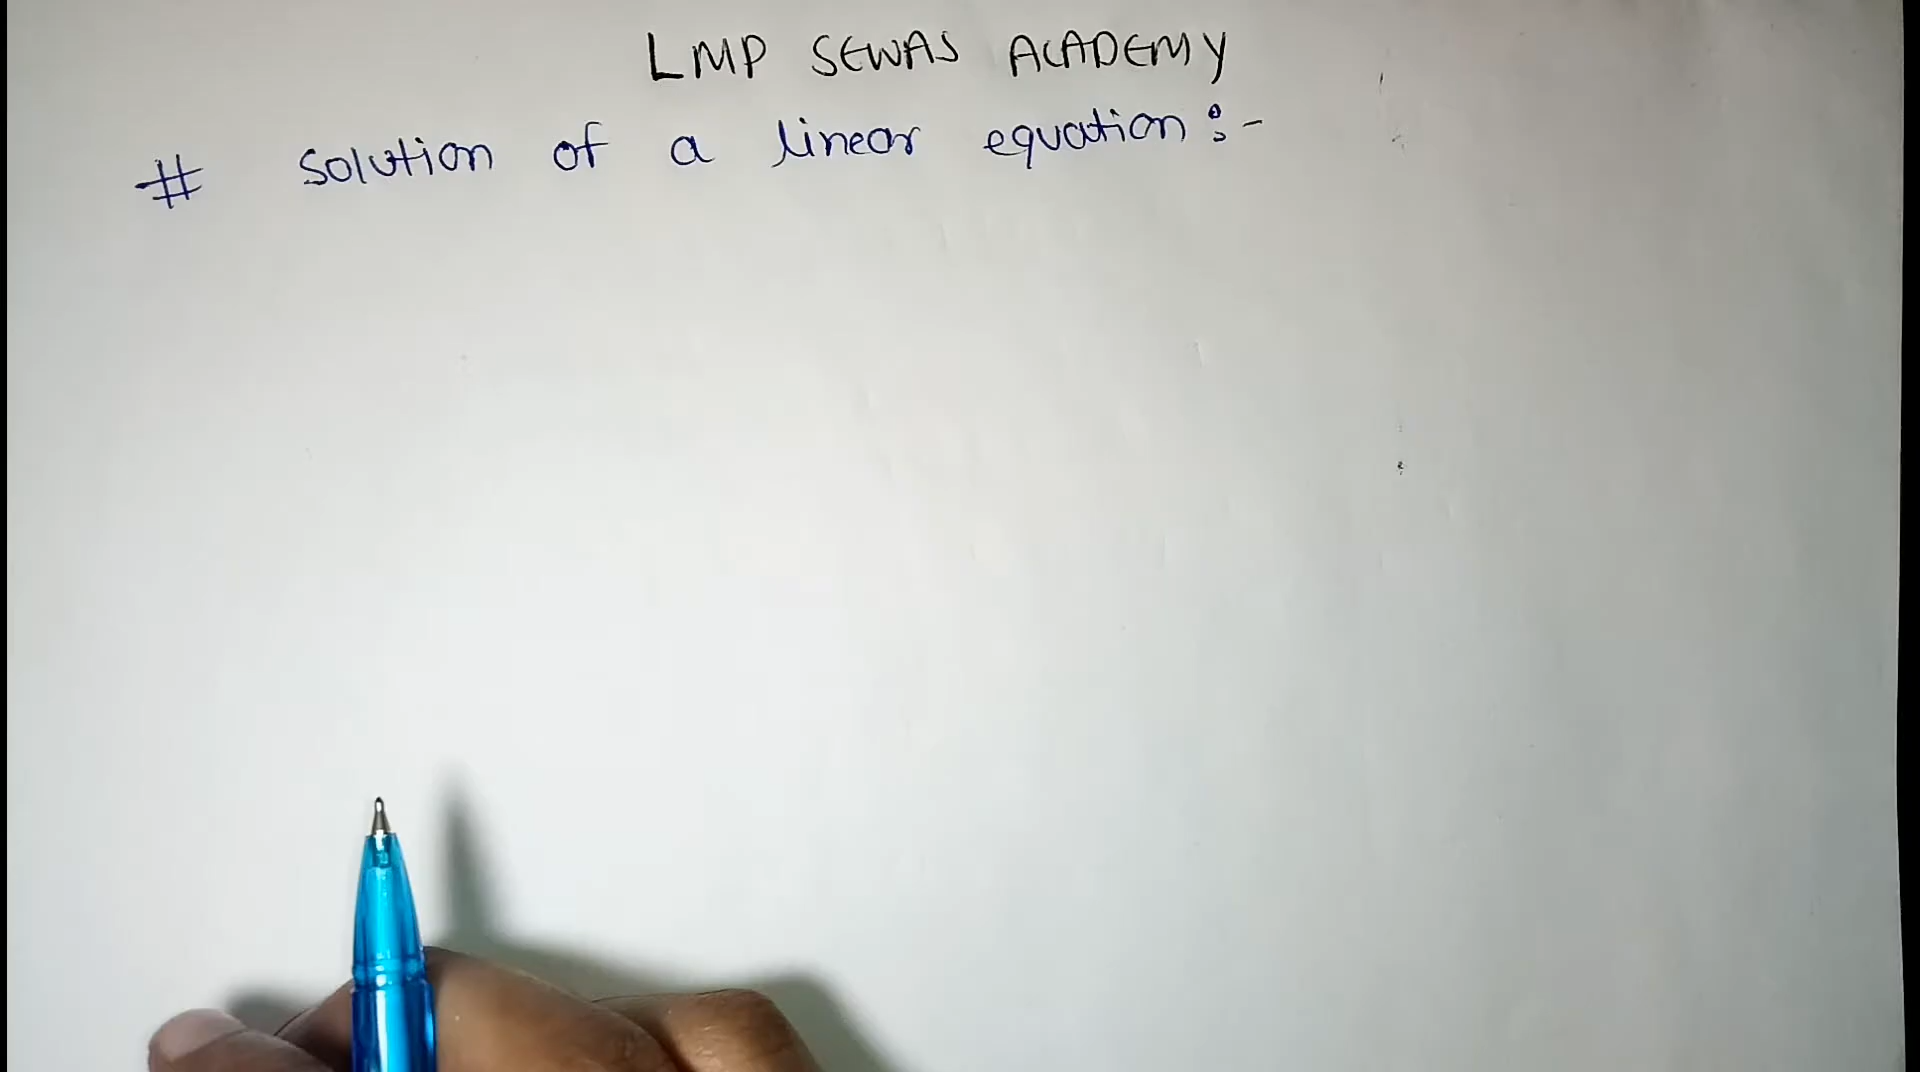 LMP SEWAS ACADEMY
# Solution of a linear equation :-